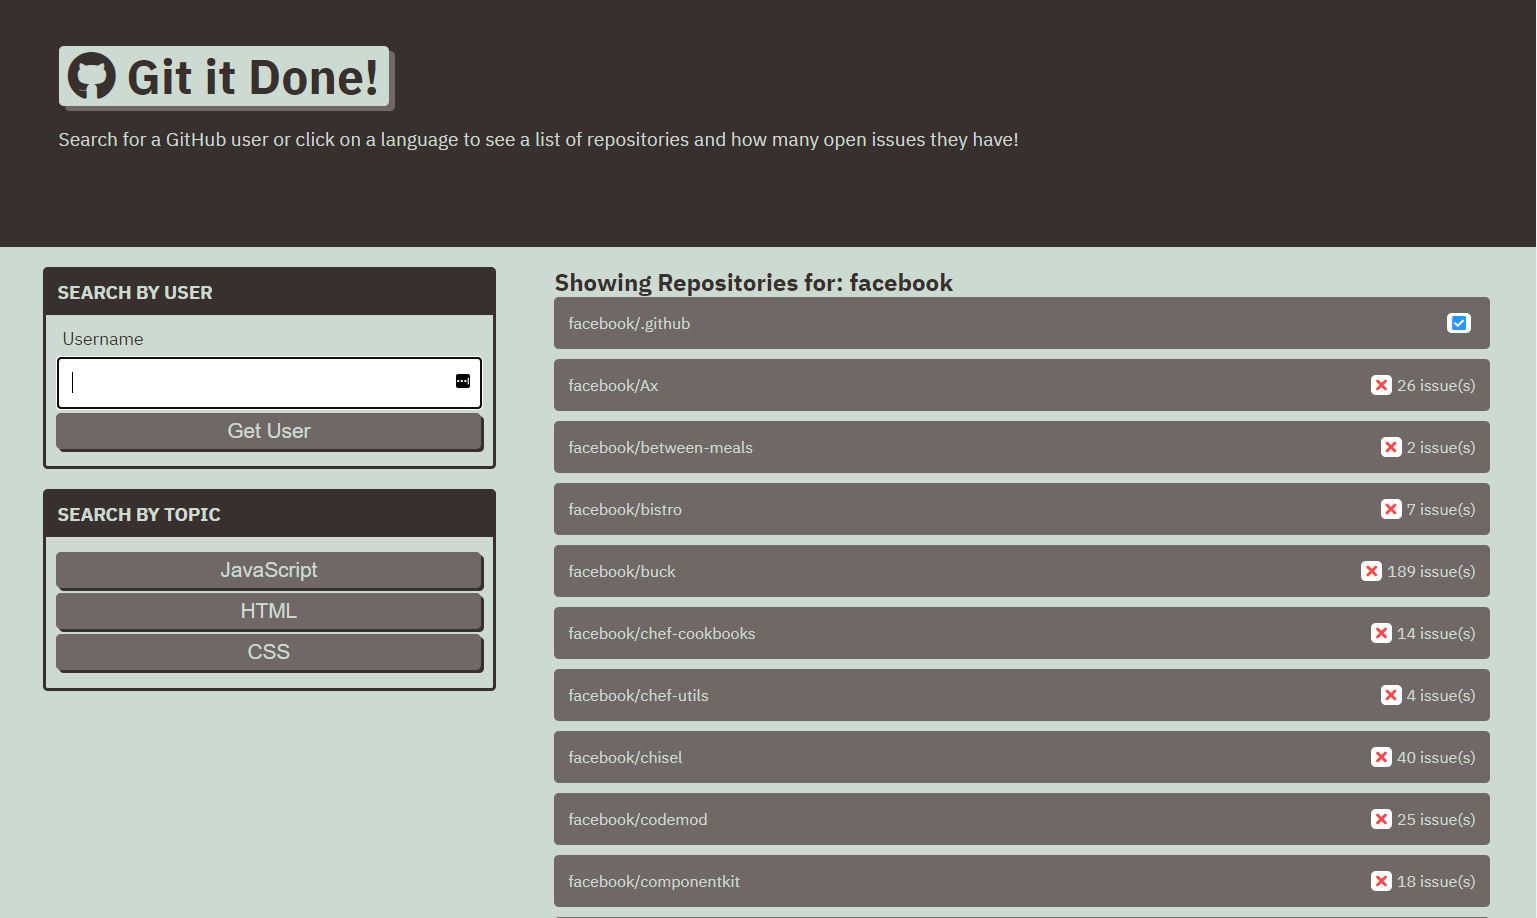 Git it Done!
Search for a GitHub user or click on a language to see a list of repositories and how many open issues they have!
SEARCH BY USER
Username
Get User
SEARCH BY TOPIC
JavaScript
HTML
CSS
Showing Repositories for: facebook
facebook/.github
facebook/Ax 26 issue(s)
facebook/between-meals 2 issue(s)
facebook/bistro 7 issue(s)
facebook/buck 189 issue(s)
facebook/chef-cookbooks 14 issue(s)
facebook/chef-utils 4 issue(s)
facebook/chisel 40 issue(s)
facebook/codemod 25 issue(s)
facebook/componentkit 18 issue(s)